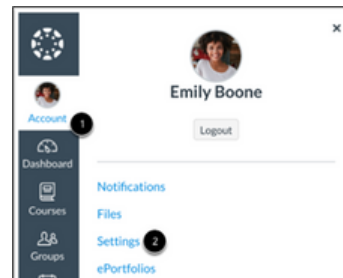 ×
Emily Boone
Logout
Account
1
Dashboard
Courses
Groups
Notifications
Files
Settings 2
ePortfolios